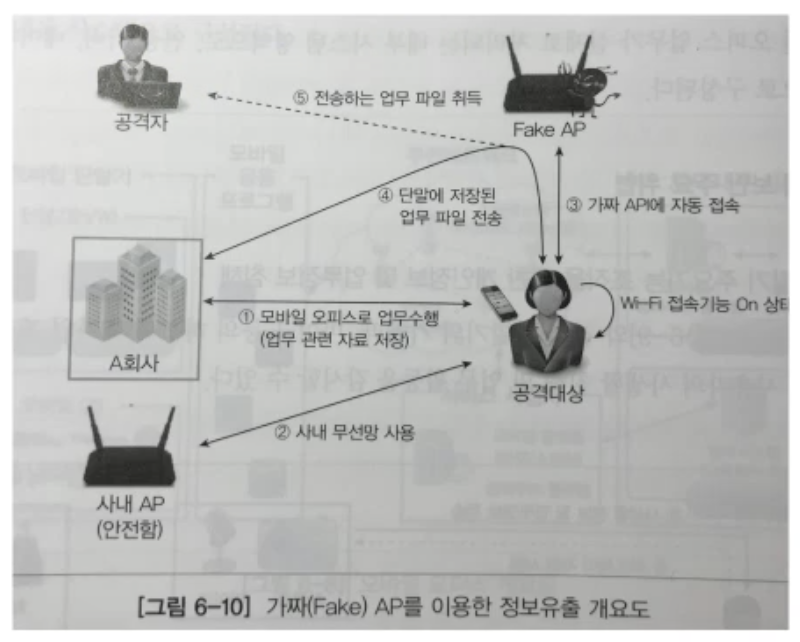 ⑤ 전송하는 업무 파일 취득
공격자
Fake AP
④ 단말에 저장된
업무 파일 전송
③ 가짜 API에 자동 접속
Wi-Fi 접속기능 On 상태
① 모바일 오피스로 업무수행
(업무 관련 자료 저장)
A회사
공격대상
② 사내 무선망 사용
사내 AP
(안전함)
[그림 6-10] 가짜(Fake) AP를 이용한 정보유출 개요도